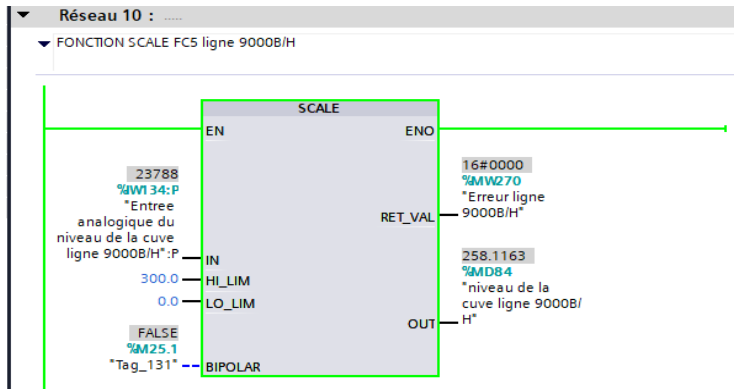 Réseau 10 : .....
FONCTION SCALE FC5 ligne 9000B/H
SCALE
EN
ENO
23788
%IW134:P
"Entree
analogique du
niveau de la cuve
ligne 9000B/H":P
IN
300.0
HI_LIM
0.0
LO_LIM
FALSE
%M25.1
"Tag_131"
BIPOLAR
16#0000
%MW270
"Erreur ligne
9000B/H"
RET_VAL
258.1163
%MD84
"niveau de la
cuve ligne 9000B/
H"
OUT